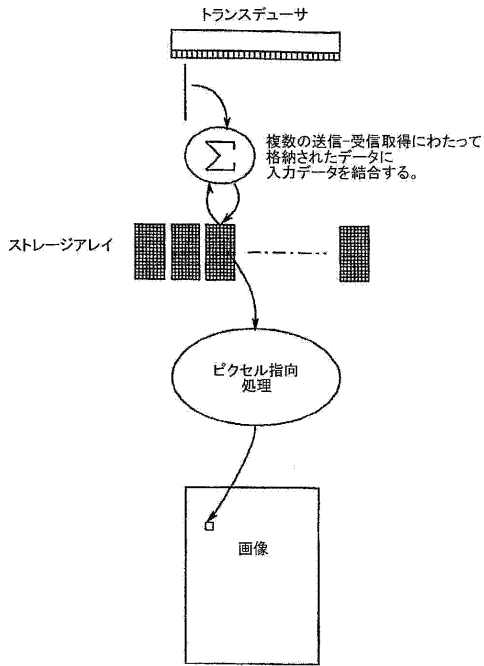 トランスデューサ
Σ
複数の送信-受信取得にわたって
格納されたデータに
入力データを結合する。
ストレージアレイ
ピクセル指向
処理
画像